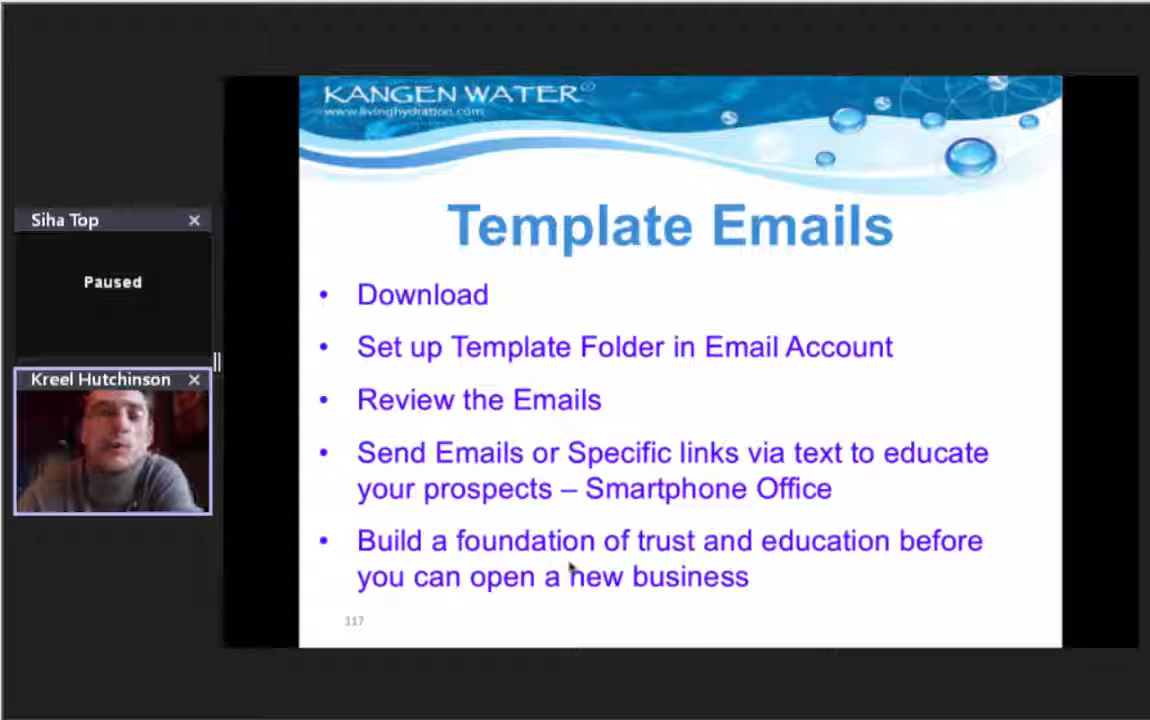 KANGEN WATER®
www.livinghydration.com
Siha Top
Paused
Kreel Hutchinson
Template Emails
• Download
• Set up Template Folder in Email Account
• Review the Emails
• Send Emails or Specific links via text to educate
your prospects – Smartphone Office
• Build a foundation of trust and education before
you can open a new business
117